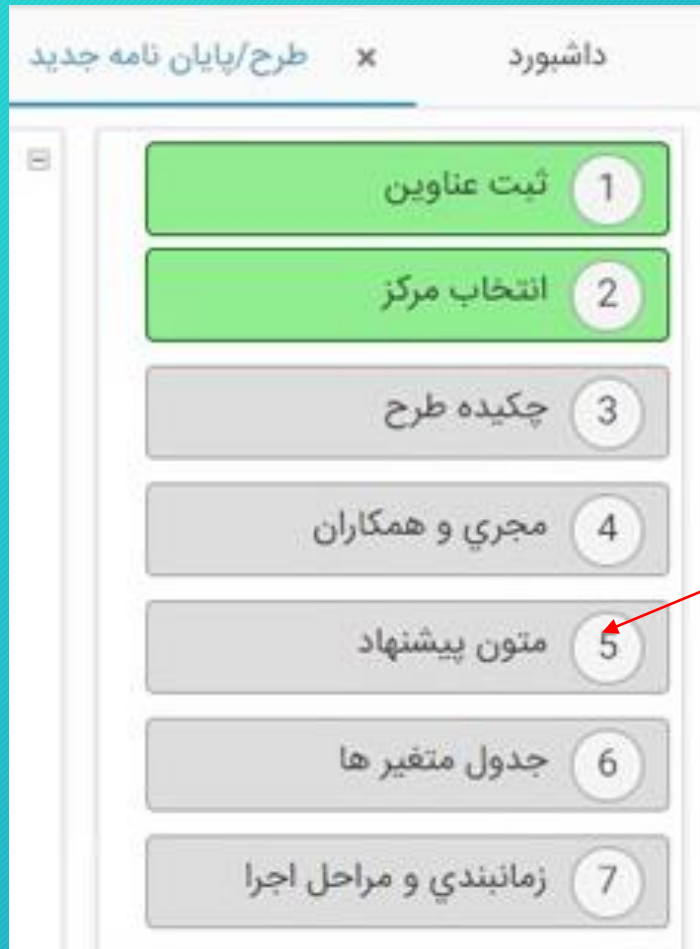 داشبورد
طرح/پایان نامه جدید ×
1 ثبت عناوین
2 انتخاب مرکز
3 چکیده طرح
4 مجري و همکاران
5 متون پیشنهاد
6 جدول متغیر ها
7 زمانبندي و مراحل اجرا